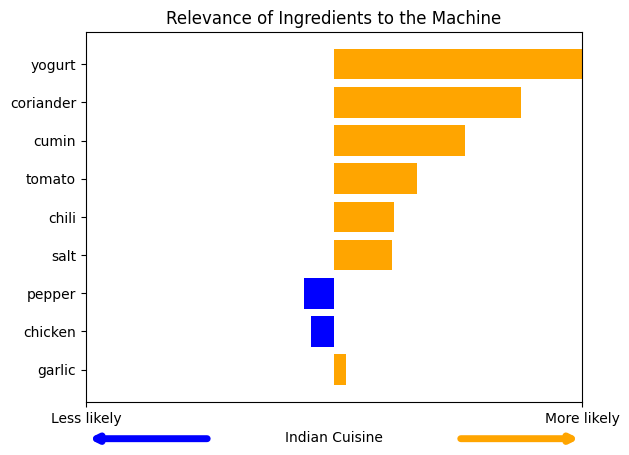 Relevance of Ingredients to the Machine
yogurt
coriander
cumin
tomato
chili
salt
pepper
chicken
garlic
Less likely
More likely
Indian Cuisine